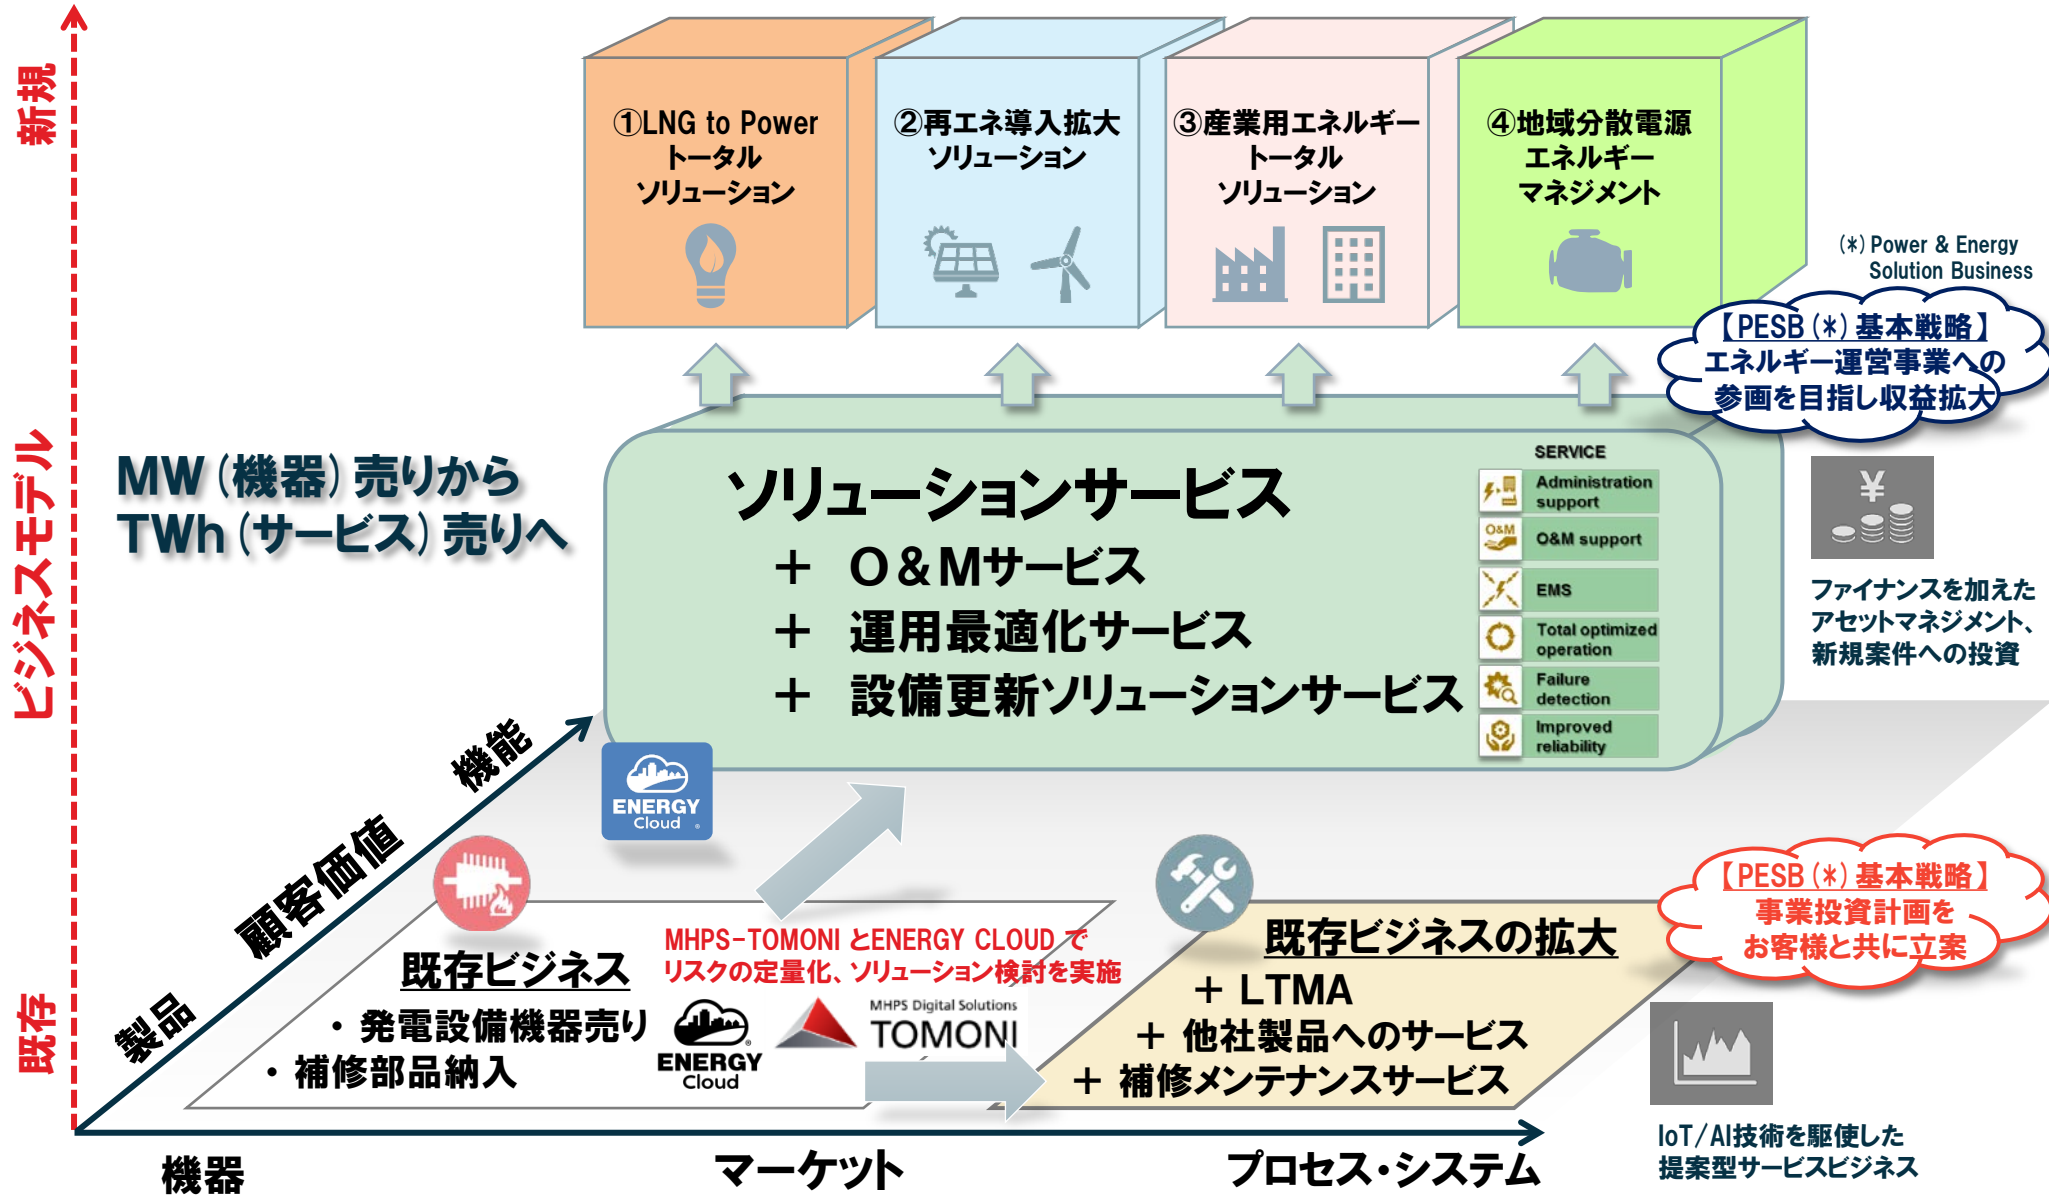 新規
ビジネスモデル
既存
①LNG to Power
トータル
ソリューション
②再エネ導入拡大
ソリューション
③産業用エネルギー
トータル
ソリューション
④地域分散電源
エネルギー
マネジメント
(*) Power & Energy
Solution Business
【PESB(*)基本戦略】
エネルギー運営事業への
参画を目指し収益拡大
MW(機器)売りから
TWh(サービス)売りへ
ソリューションサービス
+ O&Mサービス
+ 運用最適化サービス
+ 設備更新ソリューションサービス
SERVICE
Administration
support
O&M
O&M support
EMS
Total optimized
operation
Failure
detection
Improved
reliability
¥
ファイナンスを加えた
アセットマネジメント、
新規案件への投資
機能
顧客価値
製品
ENERGY
Cloud
既存ビジネス
・発電設備機器売り
・補修部品納入
MHPS-TOMONI とENERGY CLOUD で
リスクの定量化、ソリューション検討を実施
ENERGY
Cloud
MHPS Digital Solutions
TOMONI
既存ビジネスの拡大
+ LTMA
+ 他社製品へのサービス
+ 補修メンテナンスサービス
【PESB(*)基本戦略】
事業投資計画を
お客様と共に立案
IoT/AI技術を駆使した
提案型サービスビジネス
機器
マーケット
プロセス・システム